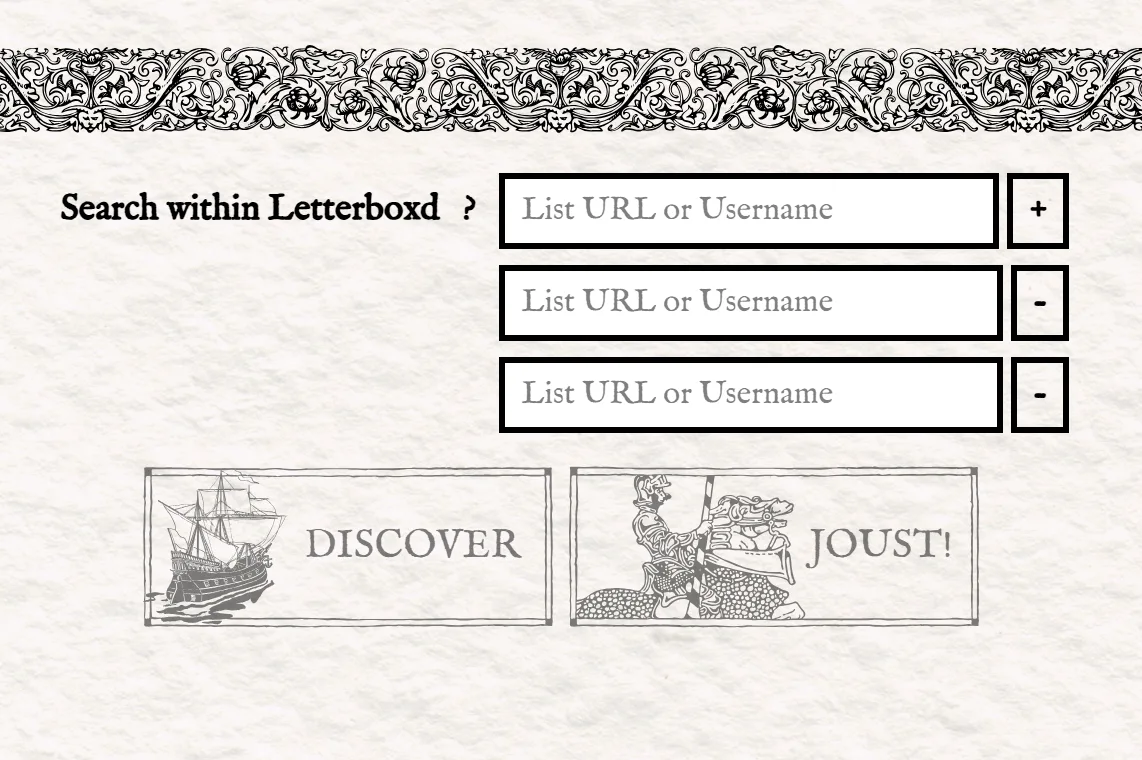 Search within Letterboxd ?
List URL or Username +
List URL or Username -
List URL or Username -
DISCOVER
JOUST!